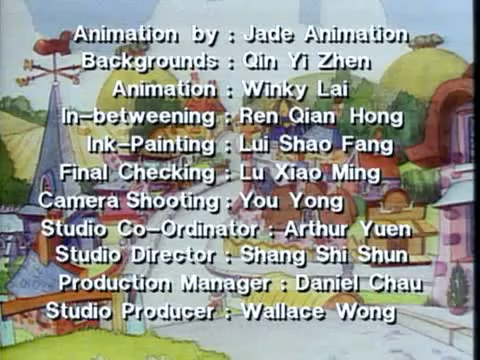 Animation by : Jade Animation
Backgrounds : Qin Yi Zhen
Animation : Winky Lai
In-betweening : Ren Qian Hong
Ink-Painting : Lui Shao Fang
Final Checking : Lu Xiao Ming
Camera Shooting : You Yong
Studio Co-Ordinator : Arthur Yuen
Studio Director : Shang Shi Shun
Production Manager : Daniel Chau
Studio Producer : Wallace Wong